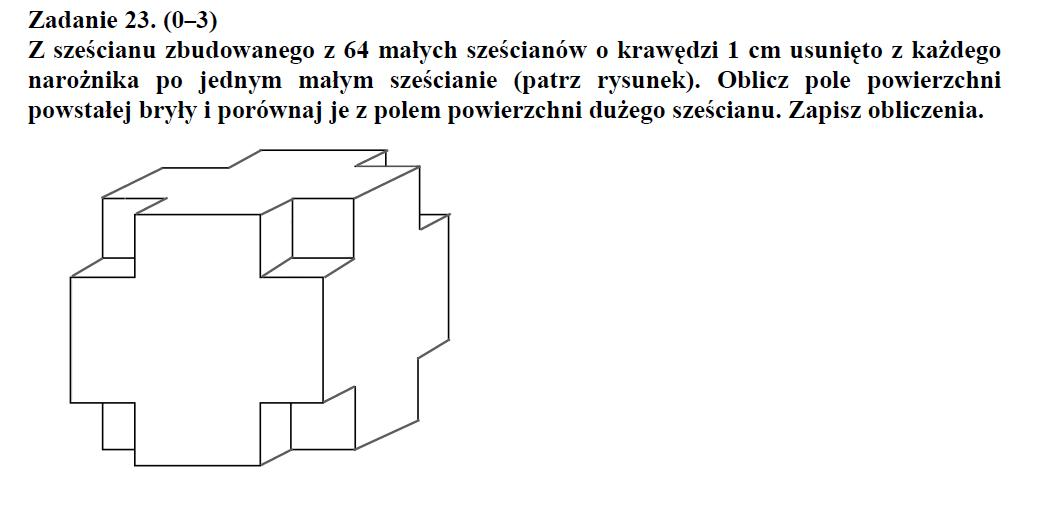 Zadanie 23. (0–3)
Z sześcianu zbudowanego z 64 małych sześcianów o krawędzi 1 cm usunięto z każdego
narożnika po jednym małym sześcianie (patrz rysunek). Oblicz pole powierzchni
powstałej bryły i porównaj je z polem powierzchni dużego sześcianu. Zapisz obliczenia.